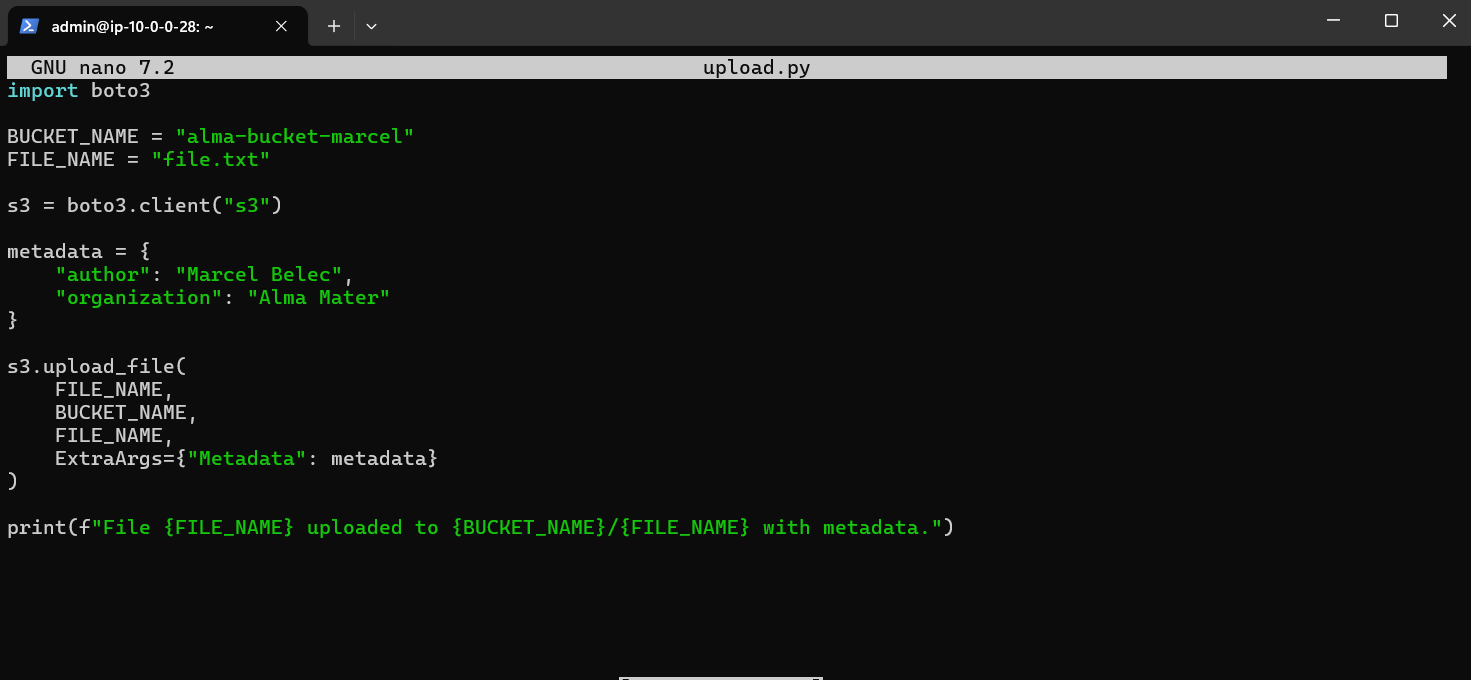 admin@ip-10-0-0-28: ~
GNU nano 7.2 upload.py
import boto3
BUCKET_NAME = "alma-bucket-marcel"
FILE_NAME = "file.txt"
s3 = boto3.client("s3")
metadata = {
    "author": "Marcel Belec",
    "organization": "Alma Mater"
}
s3.upload_file(
    FILE_NAME,
    BUCKET_NAME,
    FILE_NAME,
    ExtraArgs={"Metadata": metadata}
)
print(f"File {FILE_NAME} uploaded to {BUCKET_NAME}/{FILE_NAME} with metadata.")